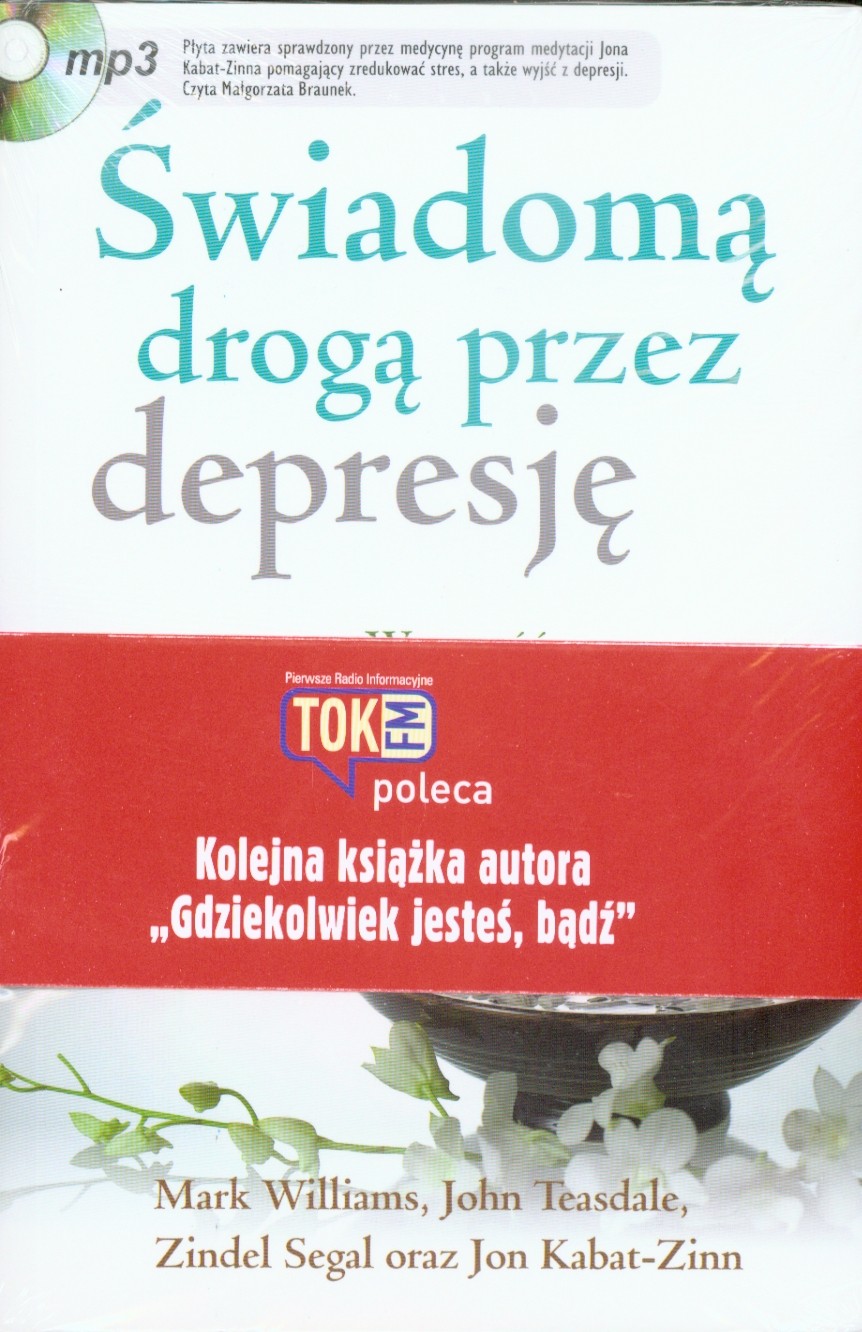 mp3
Płyta zawiera sprawdzony przez medycynę program medytacji Jona
Kabat-Zinna pomagający zredukować stres, a także wyjść z depresji.
Czyta Małgorzata Braunek.
Świadomą
drogą przez
depresję
Pierwsze Radio Informacyjne
TOK FM
poleca
Kolejna książka autora
„Gdziekolwiek jesteś, bądź”
Mark Williams, John Teasdale,
Zindel Segal oraz Jon Kabat-Zinn